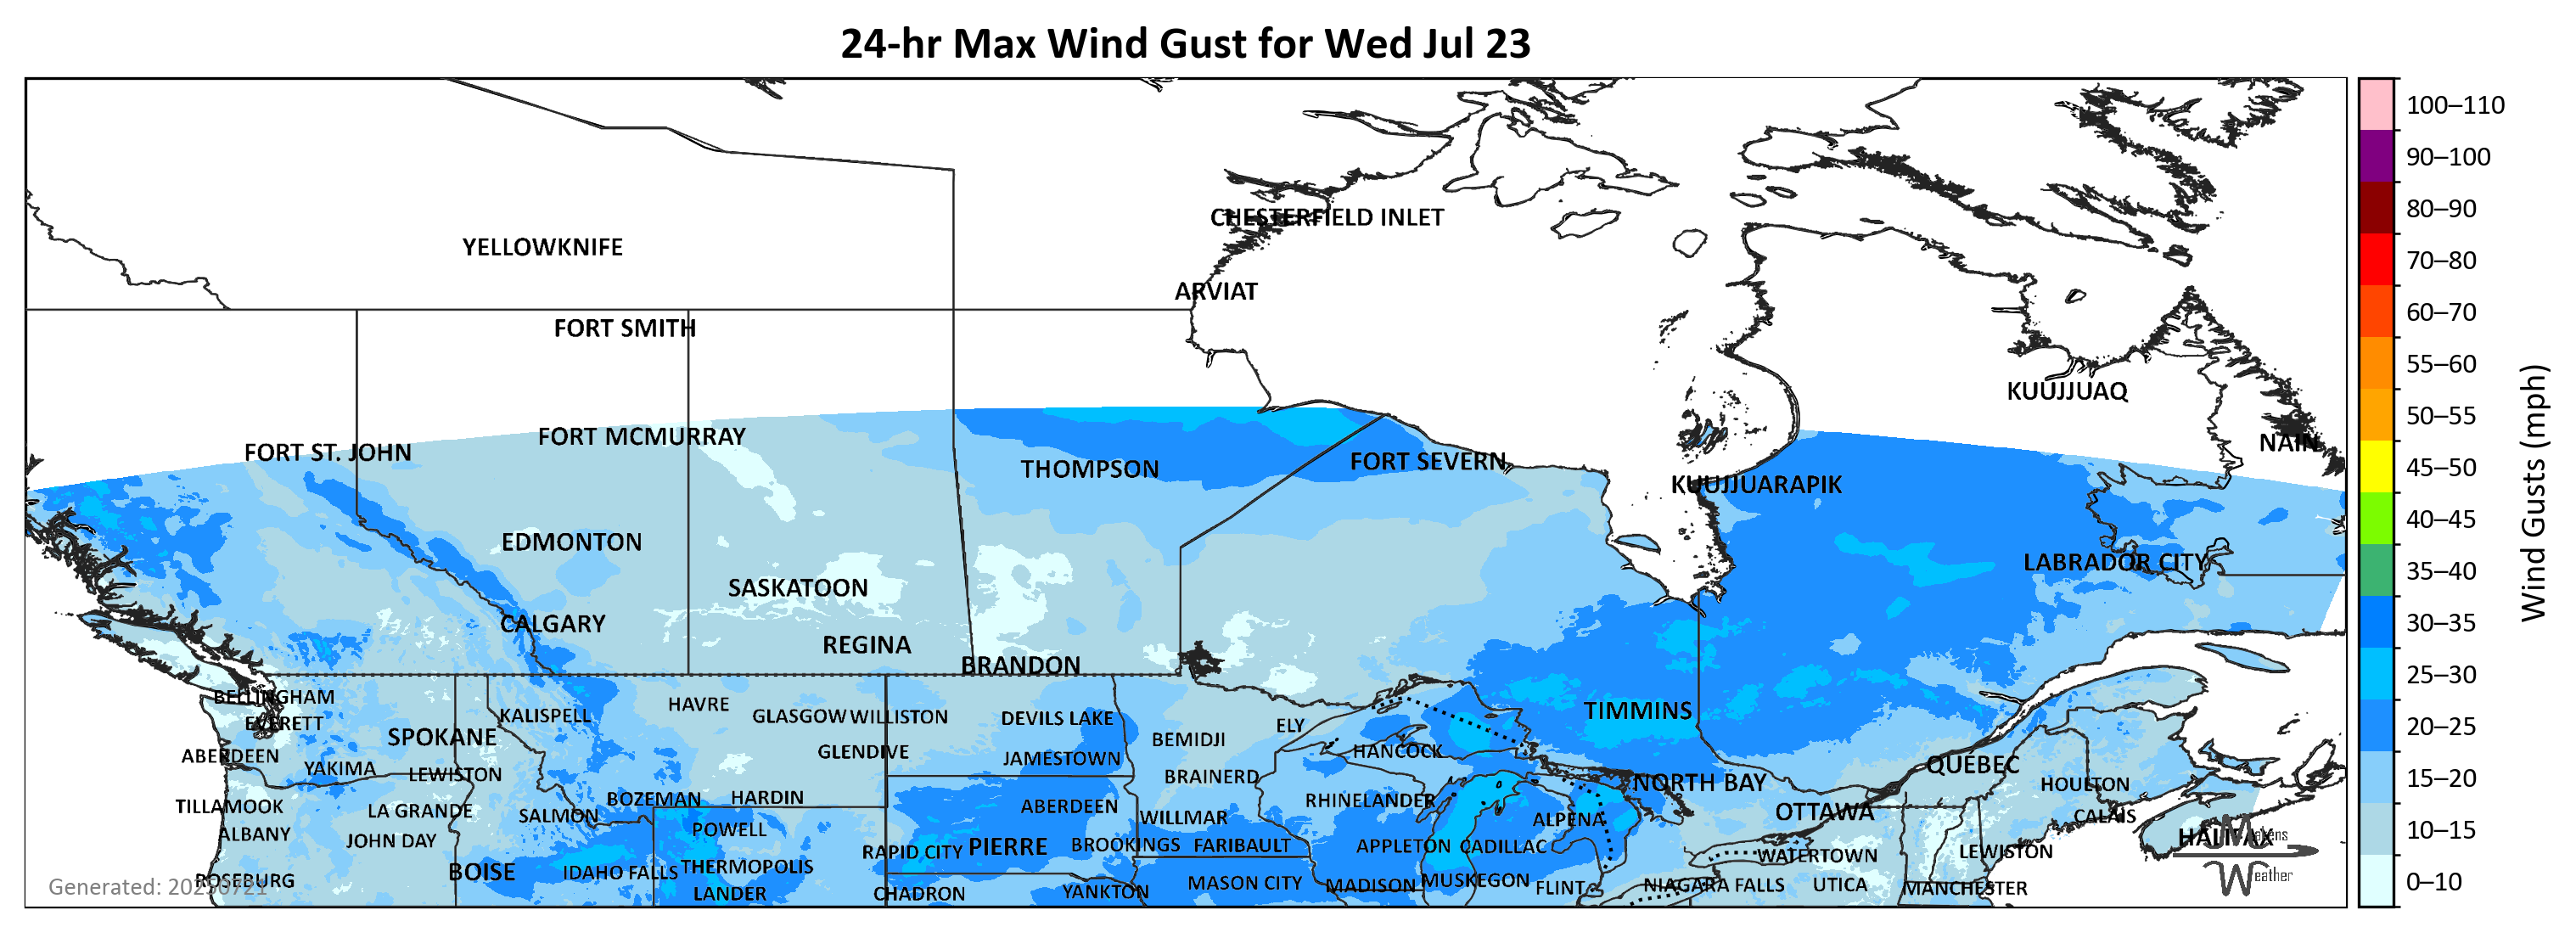 24-hr Max Wind Gust for Wed Jul 23
100–110
90–100
80–90
70–80
60–70
55–60
50–55
45–50
40–45
35–40
30–35
25–30
20–25
15–20
10–15
0–10
Wind Gusts (mph)
CHESTERFIELD INLET
YELLOWKNIFE
ARVIAT
FORT SMITH
KUUJJUAQ
FORT MCMURRAY
NAIN
FORT ST. JOHN
FORT SEVERN
THOMPSON
KUUJJUARAPIK
EDMONTON
LABRADOR CITY
SASKATOON
CALGARY
REGINA
BRANDON
BELLINGHAM
HAVRE
TIMMINS
KALISPELL
GLASGOW
WILLISTON
DEVILS LAKE
EVERETT
ELY
SPOKANE
BEMIDJI
GLENDIVE
HANCOCK
ABERDEEN
JAMESTOWN
QUÉBEC
YAKIMA
LEWISTON
BRAINERD
NORTH BAY
HOULTON
BOZEMAN
HARDIN
RHINELANDER
TILLAMOOK
LA GRANDE
ABERDEEN
OTTAWA
SALMON
WILLMAR
CALAIS
ALPENA
POWELL
ALBANY
HALIFAX
Makens
JOHN DAY
PIERRE
BROOKINGS
FARIBAULT
APPLETON
CADILLAC
RAPID CITY
LEWISTON
WATERTOWN
THERMOPOLIS
BOISE
IDAHO FALLS
Weather
ROSEBURG
MUSKEGON
MASON CITY
MADISON
NIAGARA FALLS
UTICA
Generated: 20250721
FLINT
MANCHESTER
YANKTON
LANDER
CHADRON